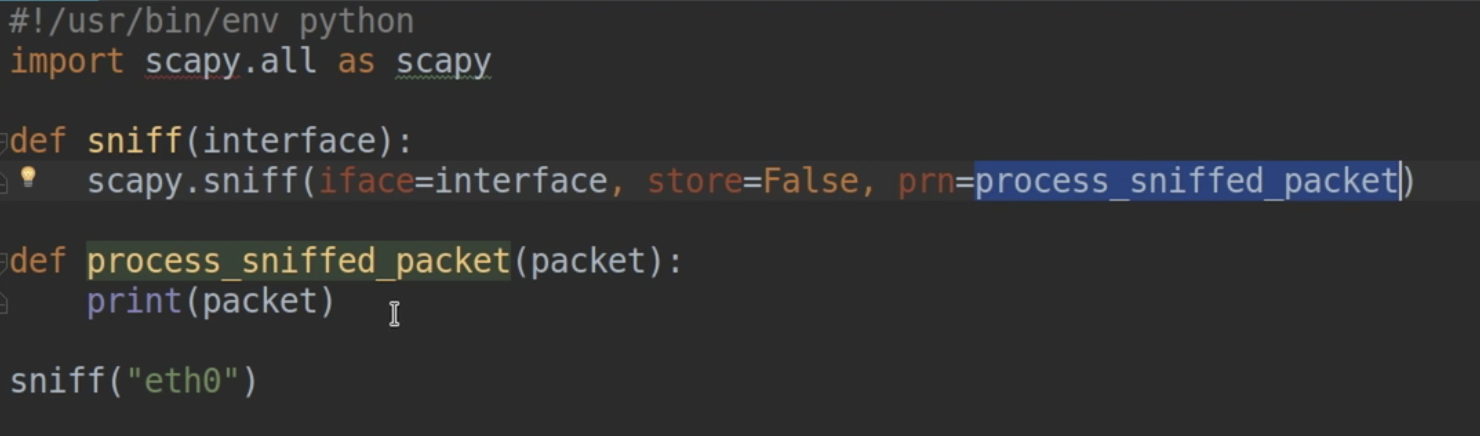 #!/usr/bin/env python
import scapy.all as scapy
def sniff(interface):
scapy.sniff(iface=interface, store=False, prn=process_sniffed_packet)
def process_sniffed_packet(packet):
print(packet)
sniff("eth0")